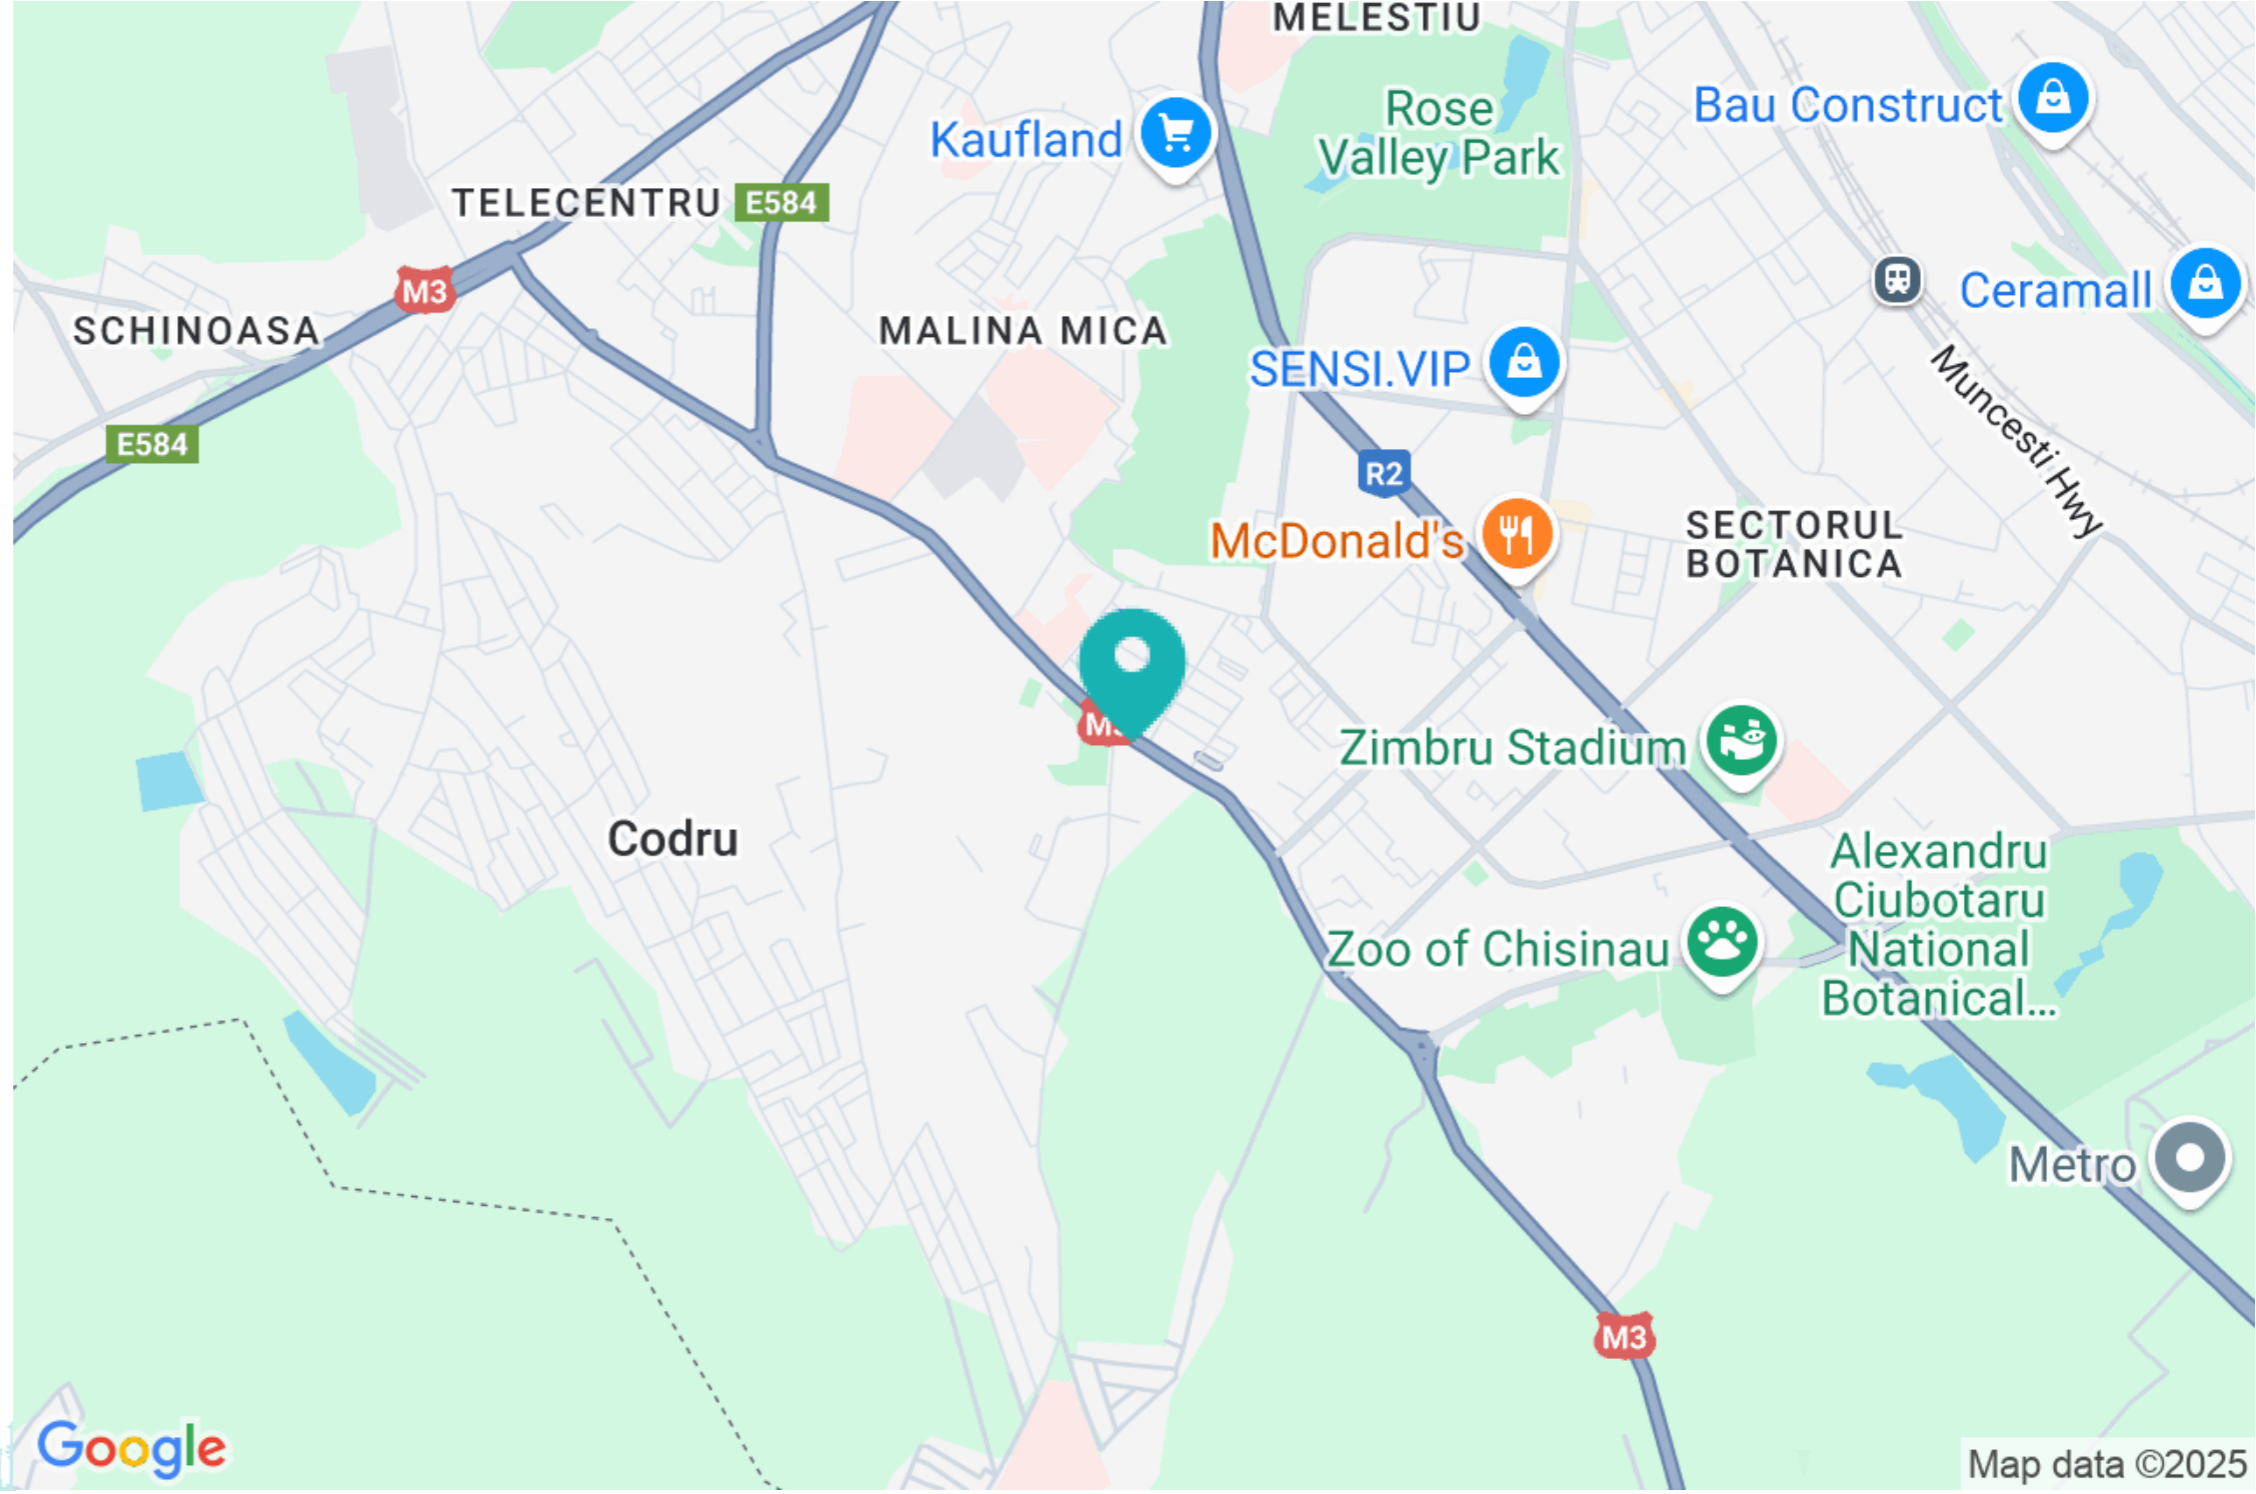 MELESTIU
Rose
Valley Park
Bau Construct
Kaufland
TELECENTRU
E584
M3
SCHINOASA
MALINA MICA
Ceramall
SENSI.VIP
Muncesti Hwy
E584
R2
McDonald's
SECTORUL
BOTANICA
Zimbru Stadium
Codru
Alexandru
Ciubotaru
National
Botanical...
Zoo of Chisinau
Metro
M3
Google
Map data ©2025